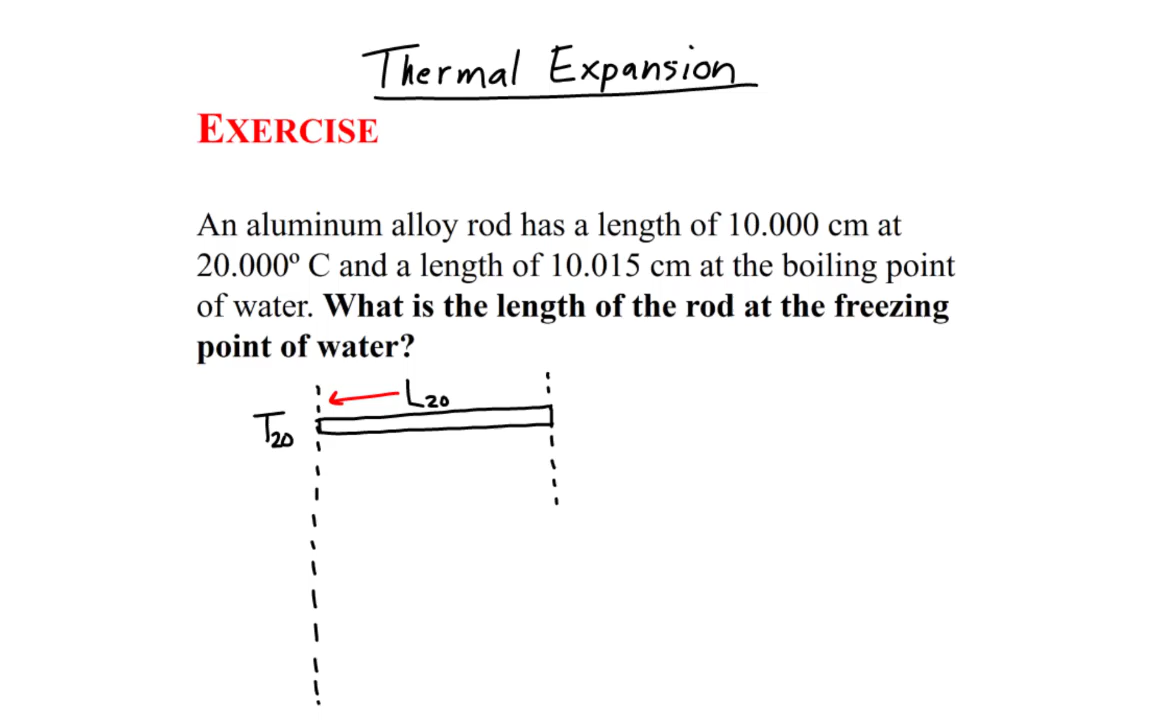 Thermal Expansion
EXERCISE
An aluminum alloy rod has a length of 10.000 cm at
20.000º C and a length of 10.015 cm at the boiling point
of water. What is the length of the rod at the freezing
point of water?
L20
T20